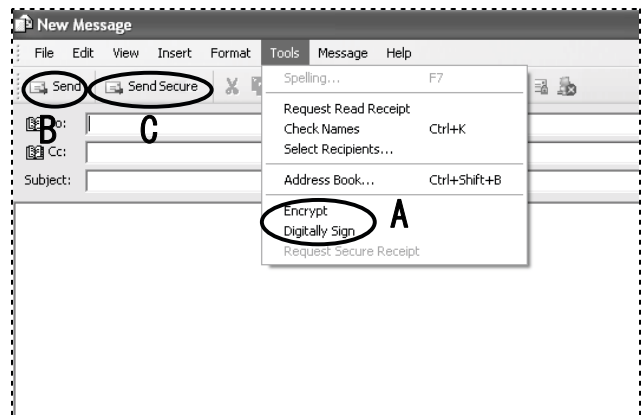 New Message
File Edit View Insert Format Tools Message Help
Send Send Secure
Spelling... F7
Request Read Receipt
Check Names Ctrl+K
Select Recipients...
Address Book... Ctrl+Shift+B
Encrypt
Digitally Sign
Request Secure Receipt
A
B
C
To:
Cc:
Subject: